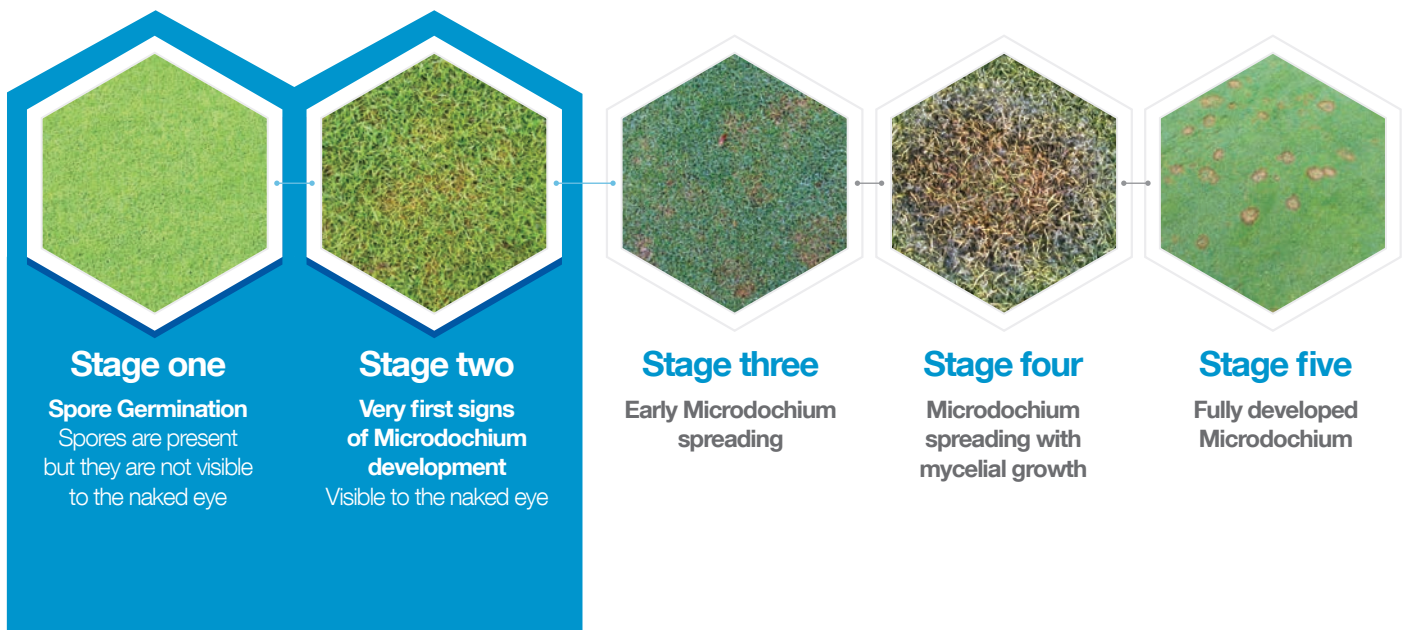 Stage one
Spore Germination
Spores are present
but they are not visible
to the naked eye
Stage two
Very first signs
of Microdochium
development
Visible to the naked eye
Stage three
Early Microdochium
spreading
Stage four
Microdochium
spreading with
mycelial growth
Stage five
Fully developed
Microdochium